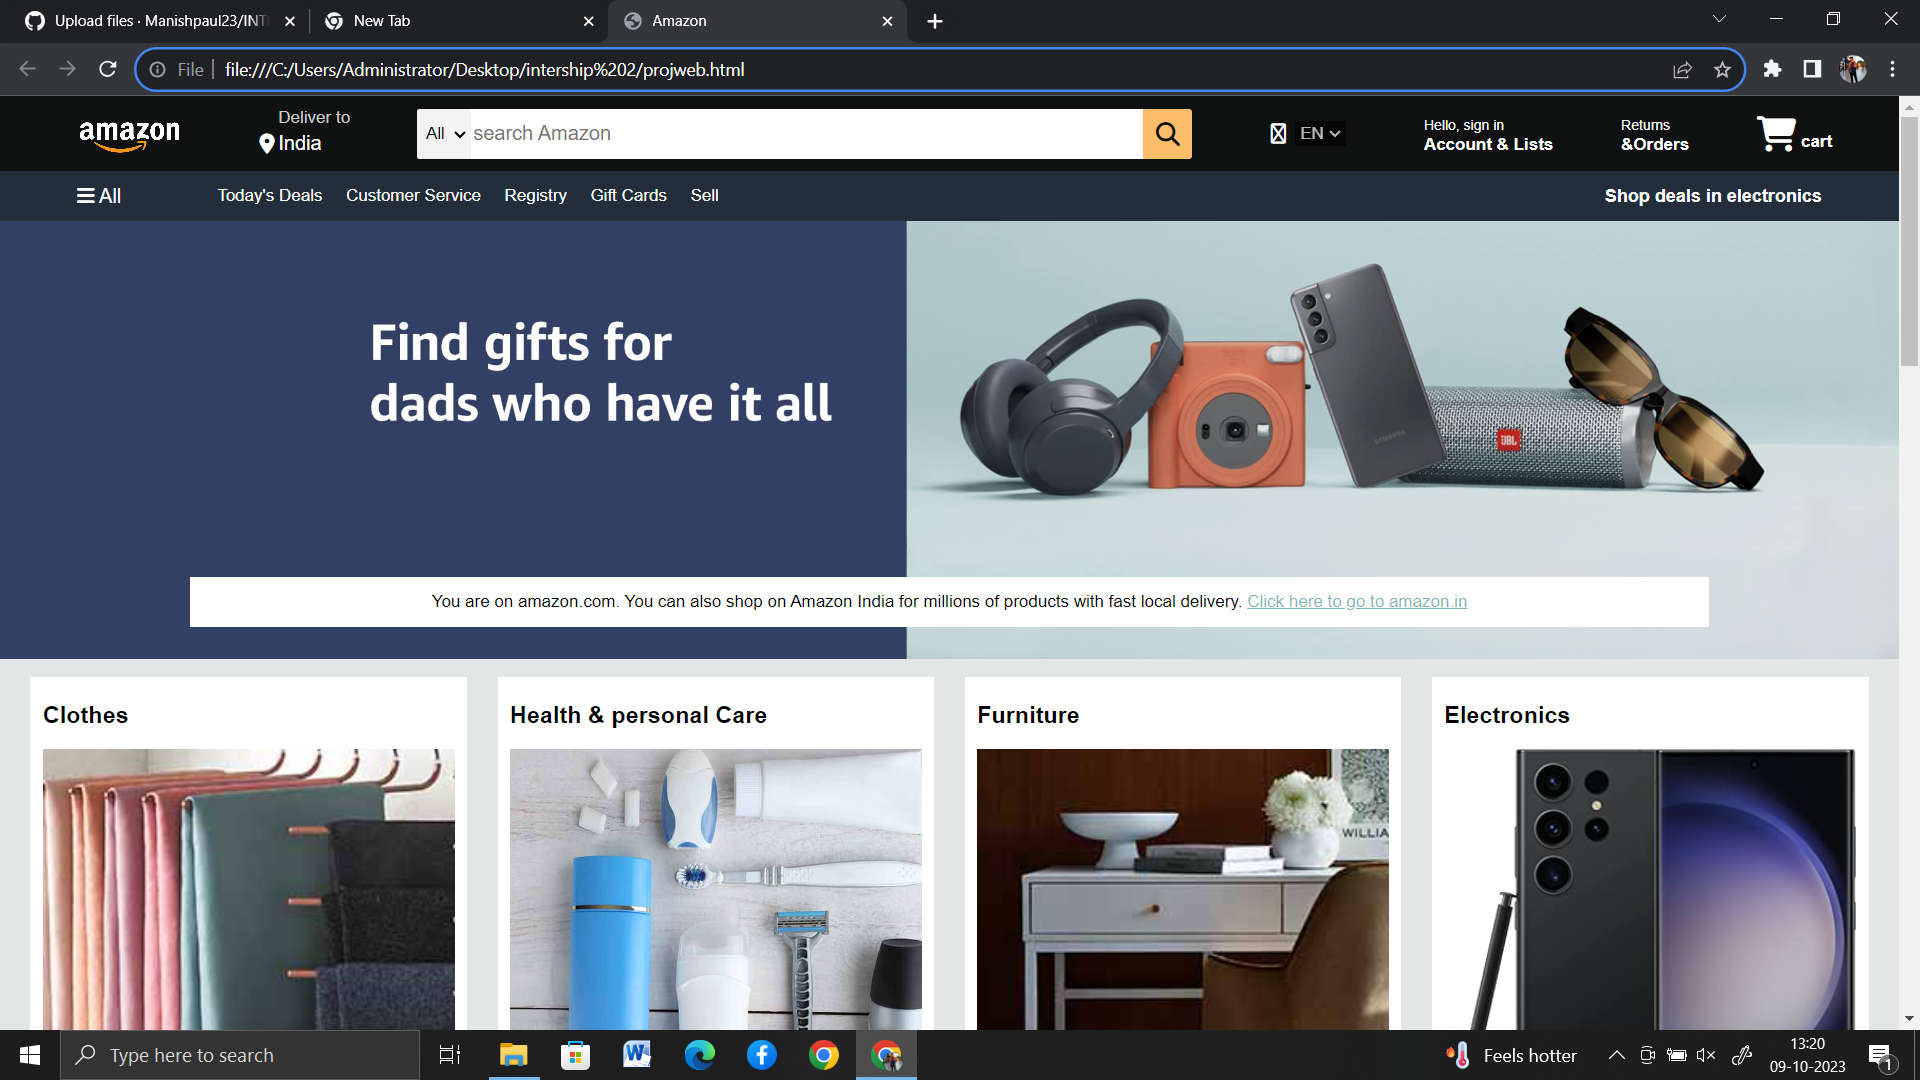 Upload files · Manishpaul23/INT
New Tab
Amazon
File
file:///C:/Users/Administrator/Desktop/intership%202/projweb.html
amazon
Deliver to
India
All
search Amazon
EN
Hello, sign in
Account & Lists
Returns
&Orders
cart
All
Today's Deals
Customer Service
Registry
Gift Cards
Sell
Shop deals in electronics
Find gifts for
dads who have it all
SAMSUNG
JBL
You are on amazon.com. You can also shop on Amazon India for millions of products with fast local delivery. Click here to go to amazon.in
Clothes
Health & personal Care
Furniture
Electronics
WILLIA
Type here to search
Feels hotter
13:20
09-10-2023
1